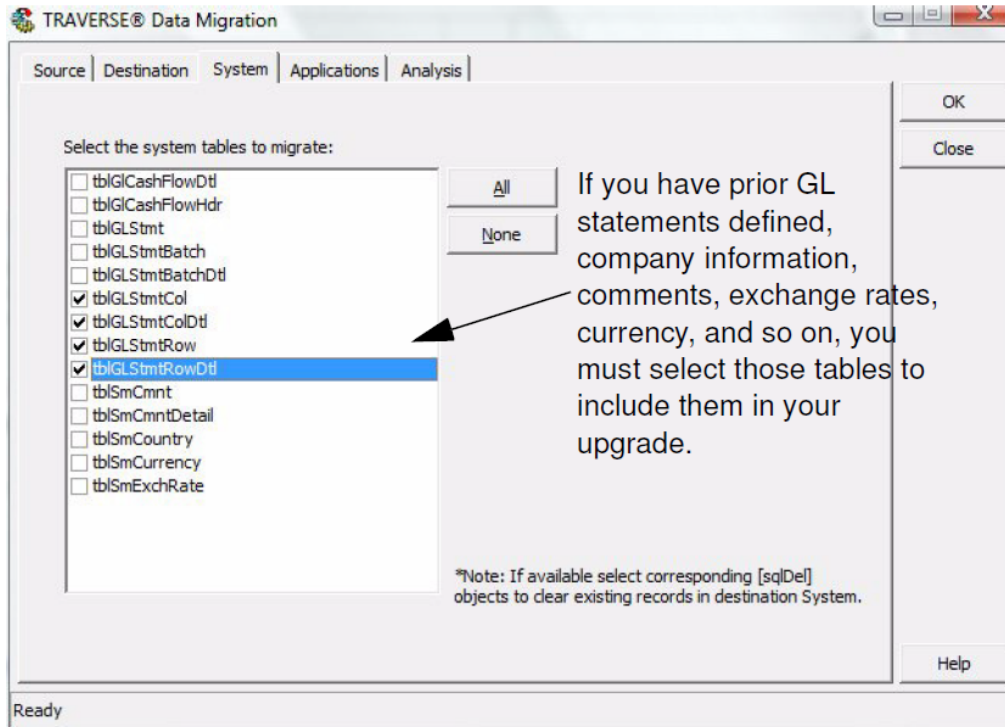 TRAVERSE® Data Migration
Source Destination System Applications Analysis
OK
Close
Select the system tables to migrate:
tblGlCashFlowDtl
tblGlCashFlowHdr
tblGLStmt
tblGLStmtBatch
tblGLStmtBatchDtl
tblGLStmtCol
tblGLStmtColDtl
tblGLStmtRow
tblGLStmtRowDtl
tblSmCmnt
tblSmCmntDetail
tblSmCountry
tblSmCurrency
tblSmExchRate
All
None
If you have prior GL
statements defined,
company information,
comments, exchange rates,
currency, and so on, you
must select those tables to
include them in your
upgrade.
*Note: If available select corresponding [sqlDel]
objects to clear existing records in destination System.
Help
Ready